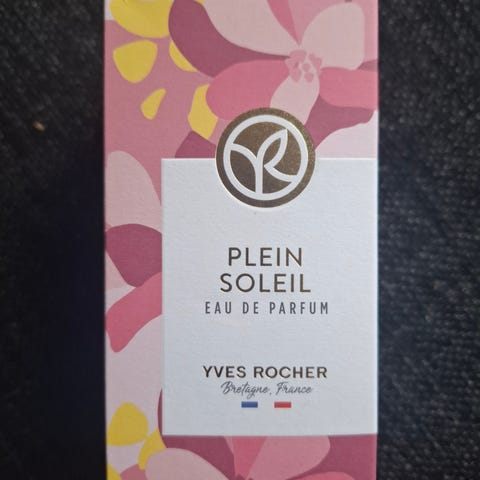 PLEIN
SOLEIL
EAU DE PARFUM
YVES ROCHER
Bretagne, France